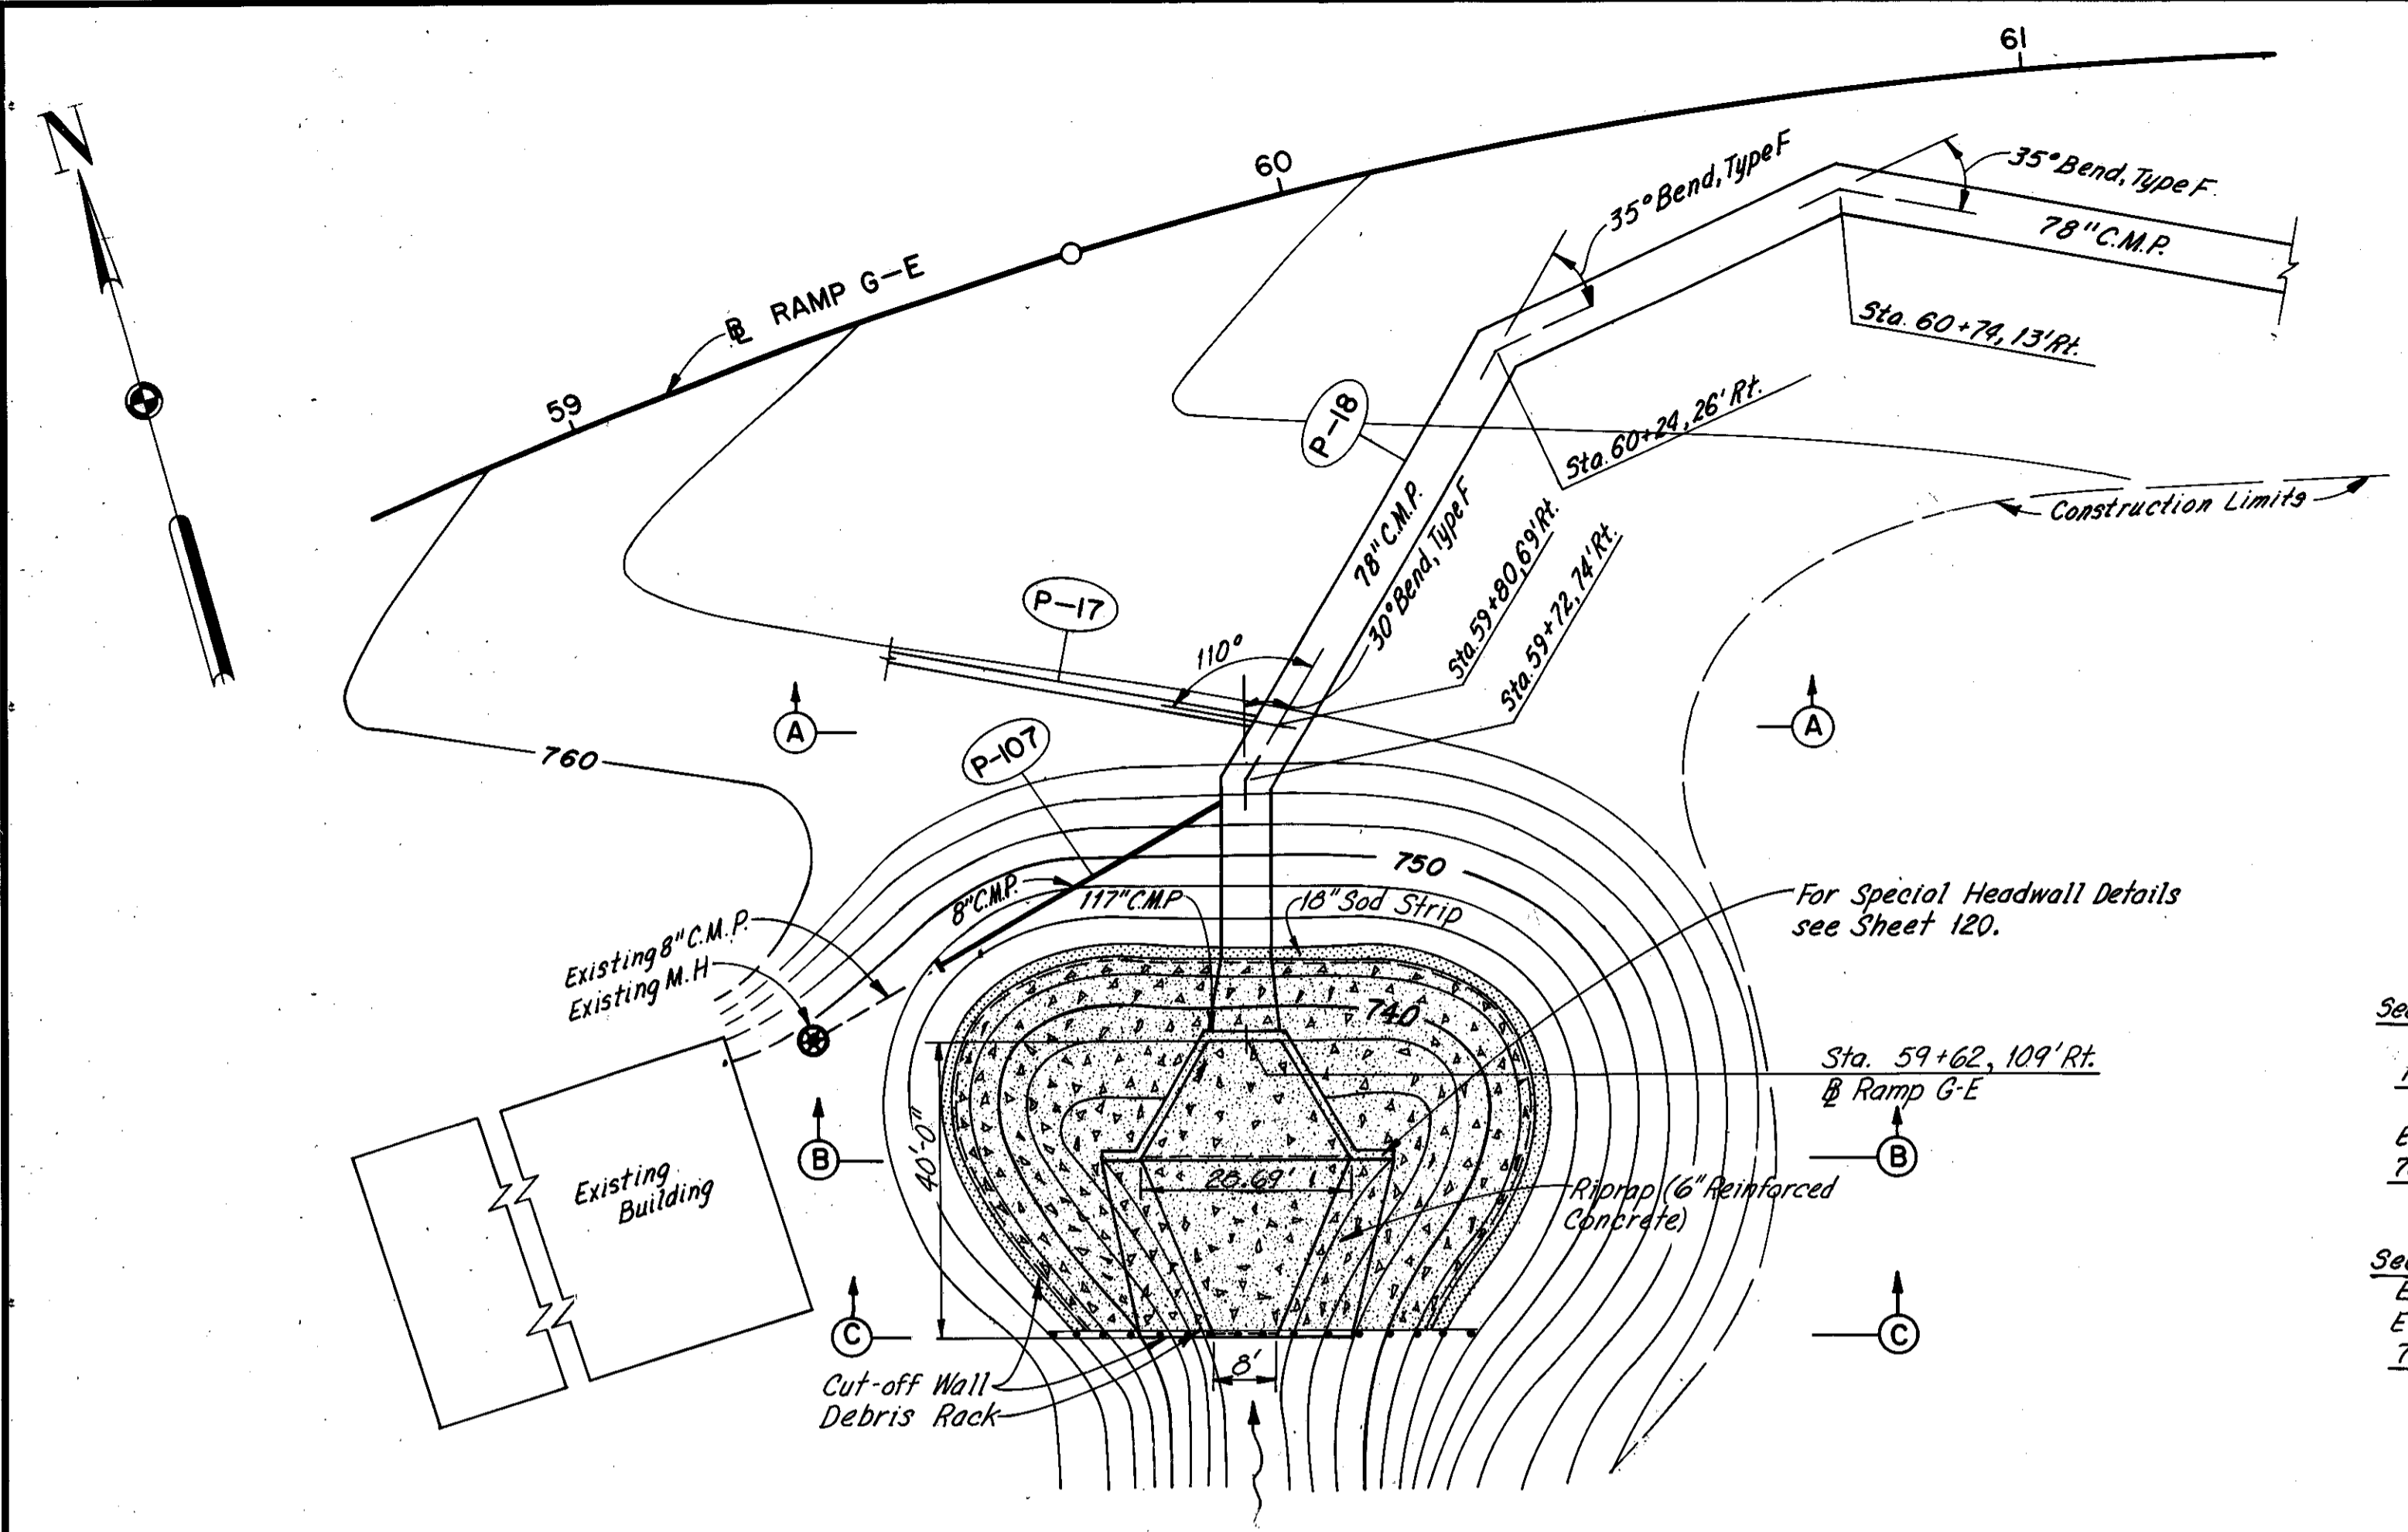 61
N
60
35° Bend, Type F
35° Bend, Type F.
78" C.M.P.
℄ RAMP G-E
Sta. 60+74, 13' Rt.
59
P-18
Sta. 60+24, 26' Rt.
78" C.M.P.
30° Bend, Type F
Sta. 59+80, 69' Rt.
Sta. 59+72, 74' Rt.
Construction Limits
P-17
110°
A
A
P-107
760
750
8" C.M.P.
117" C.M.P
18" Sod Strip
For Special Headwall Details
see Sheet 120.
Existing 8" C.M.P.
Existing M.H
740
Sta. 59+62, 109' Rt.
℄ Ramp G-E
40'-0"
B
B
28.69'
Existing
Building
Riprap (6" Reinforced
Concrete)
C
C
8'
Cut-off Wall
Debris Rack